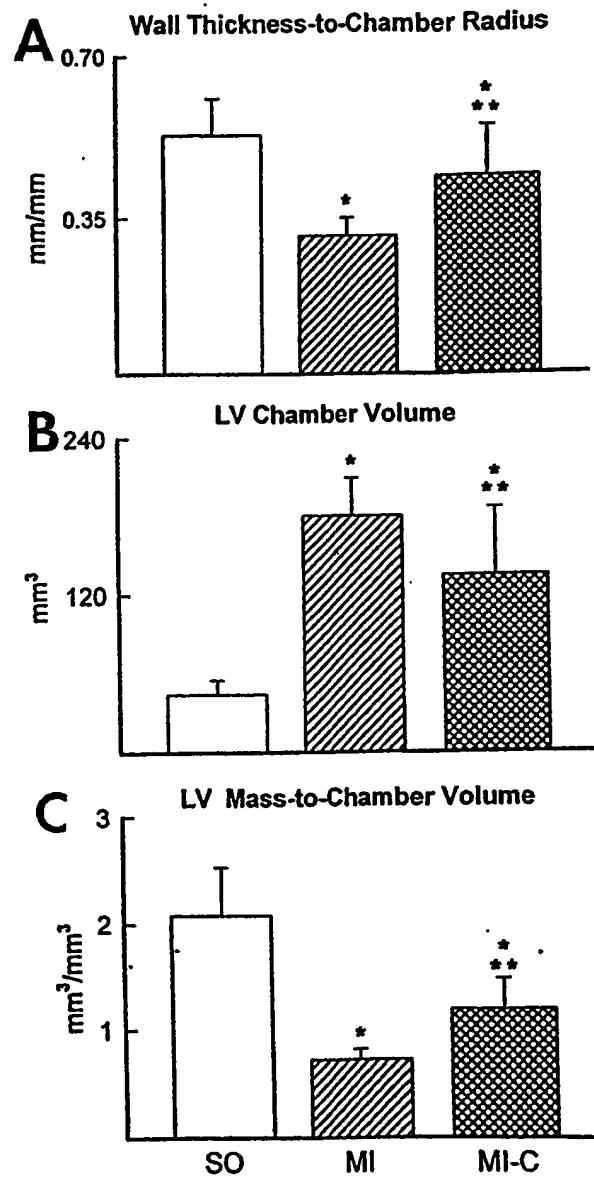 A Wall Thickness-to-Chamber Radius
0.70
*
**
*
0.35
mm/mm
B LV Chamber Volume
240
*
*
**
120
mm³
C LV Mass-to-Chamber Volume
3
2
*
**
*
1
mm³/mm³
SO MI MI-C